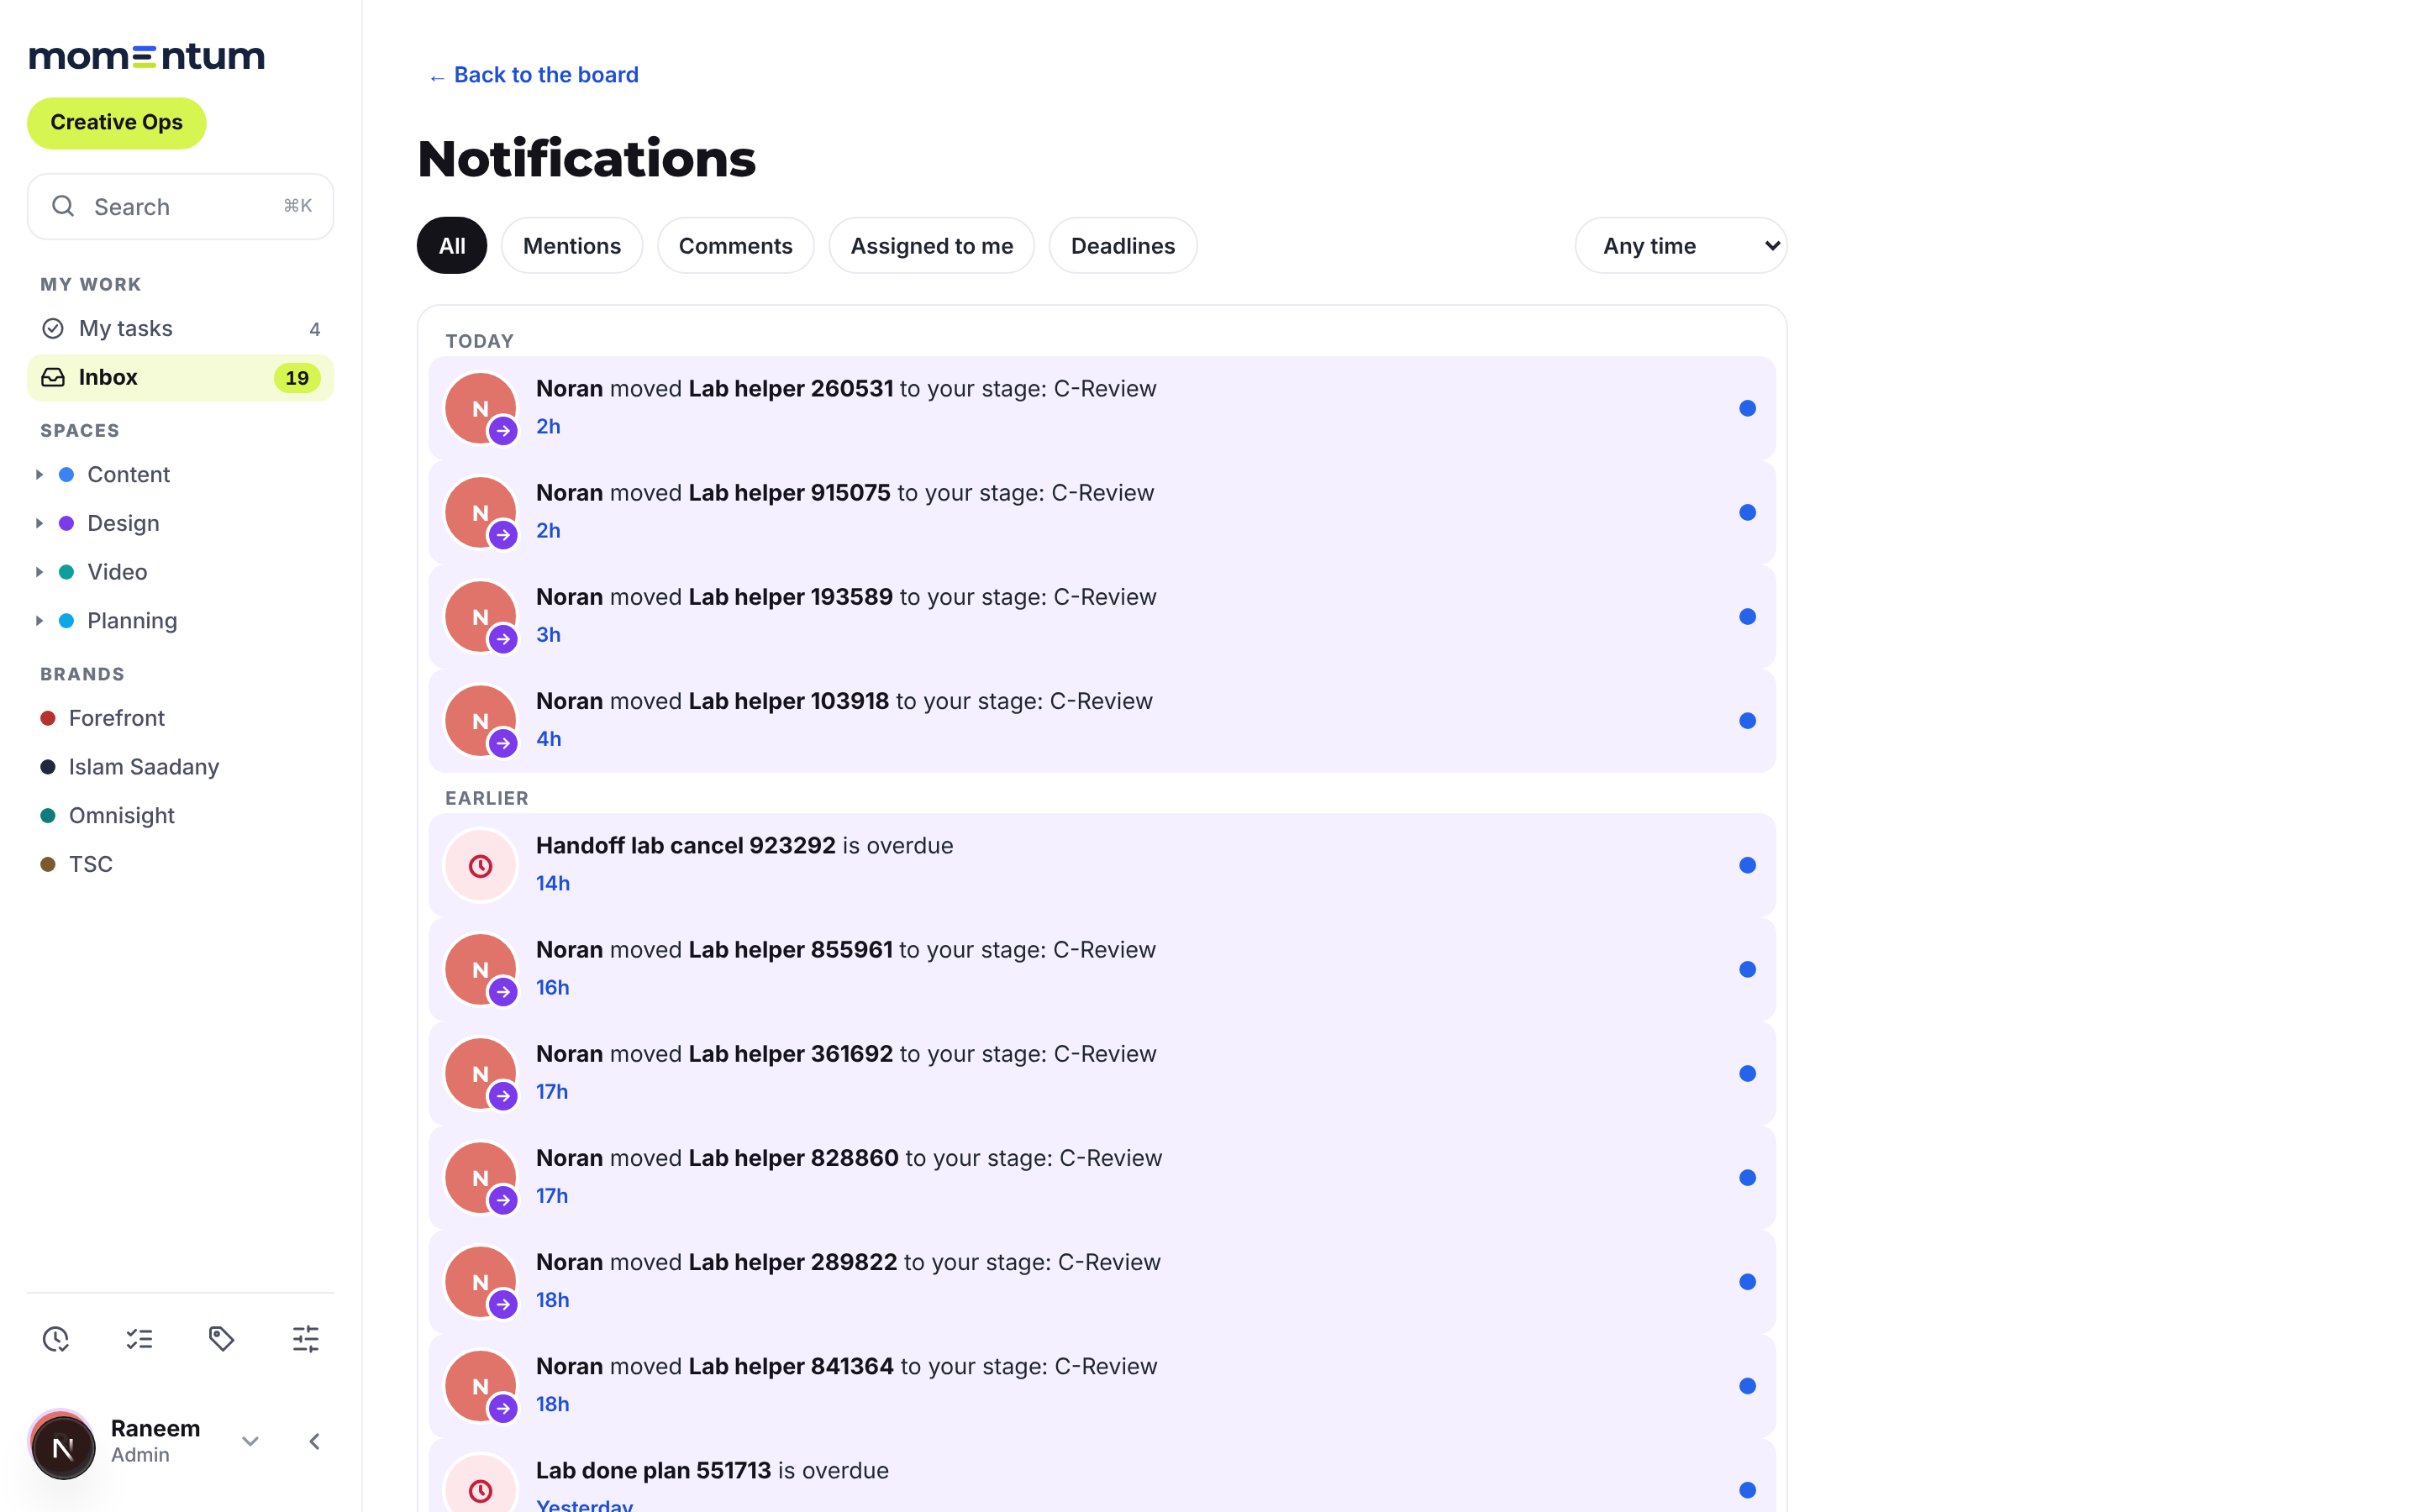 momentum
Creative Ops
Search ⌘K
MY WORK
My tasks 4
Inbox 19
SPACES
Content
Design
Video
Planning
BRANDS
Forefront
Islam Saadany
Omnisight
TSC
N
Raneem
Admin
← Back to the board
Notifications
All Mentions Comments Assigned to me Deadlines Any time
TODAY
N
Noran moved Lab helper 260531 to your stage: C-Review
2h
N
Noran moved Lab helper 915075 to your stage: C-Review
2h
N
Noran moved Lab helper 193589 to your stage: C-Review
3h
N
Noran moved Lab helper 103918 to your stage: C-Review
4h
EARLIER
Handoff lab cancel 923292 is overdue
14h
N
Noran moved Lab helper 855961 to your stage: C-Review
16h
N
Noran moved Lab helper 361692 to your stage: C-Review
17h
N
Noran moved Lab helper 828860 to your stage: C-Review
17h
N
Noran moved Lab helper 289822 to your stage: C-Review
18h
N
Noran moved Lab helper 841364 to your stage: C-Review
18h
Lab done plan 551713 is overdue
Yesterday